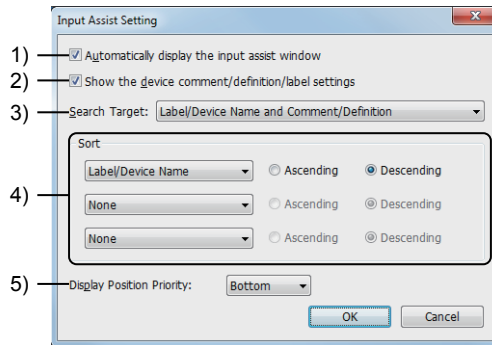 Input Assist Setting
1) Automatically display the input assist window
2) Show the device comment/definition/label settings
3) Search Target: Label/Device Name and Comment/Definition
Sort
Label/Device Name Ascending Descending
4) None Ascending Descending
None Ascending Descending
5) Display Position Priority: Bottom
OK Cancel